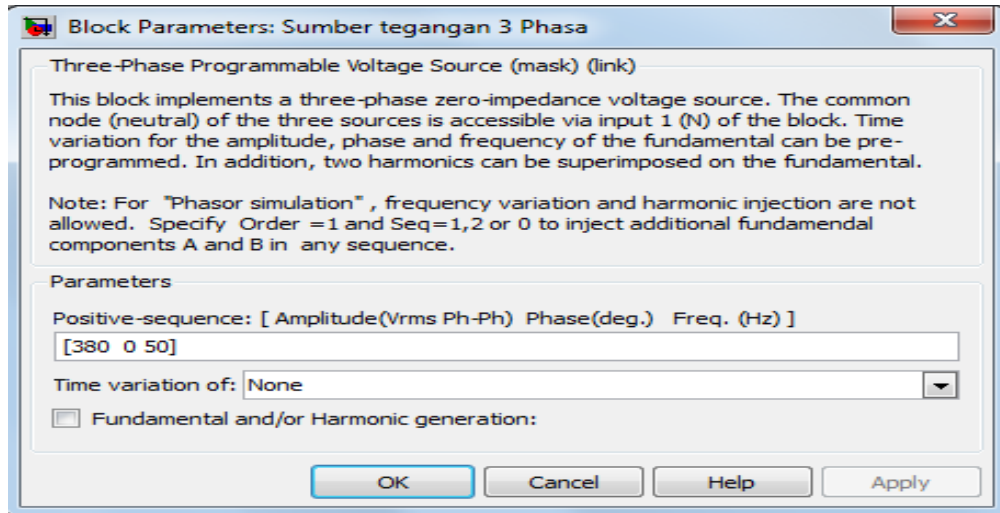 Block Parameters: Sumber tegangan 3 Phasa
Three-Phase Programmable Voltage Source (mask) (link)
This block implements a three-phase zero-impedance voltage source. The common
node (neutral) of the three sources is accessible via input 1 (N) of the block. Time
variation for the amplitude, phase and frequency of the fundamental can be pre-
programmed. In addition, two harmonics can be superimposed on the fundamental.
Note: For "Phasor simulation" , frequency variation and harmonic injection are not
allowed. Specify Order =1 and Seq=1,2 or 0 to inject additional fundamendal
components A and B in any sequence.
Parameters
Positive-sequence: [ Amplitude(Vrms Ph-Ph) Phase(deg.) Freq. (Hz) ]
[380 0 50]
Time variation of: None
Fundamental and/or Harmonic generation:
OK Cancel Help Apply